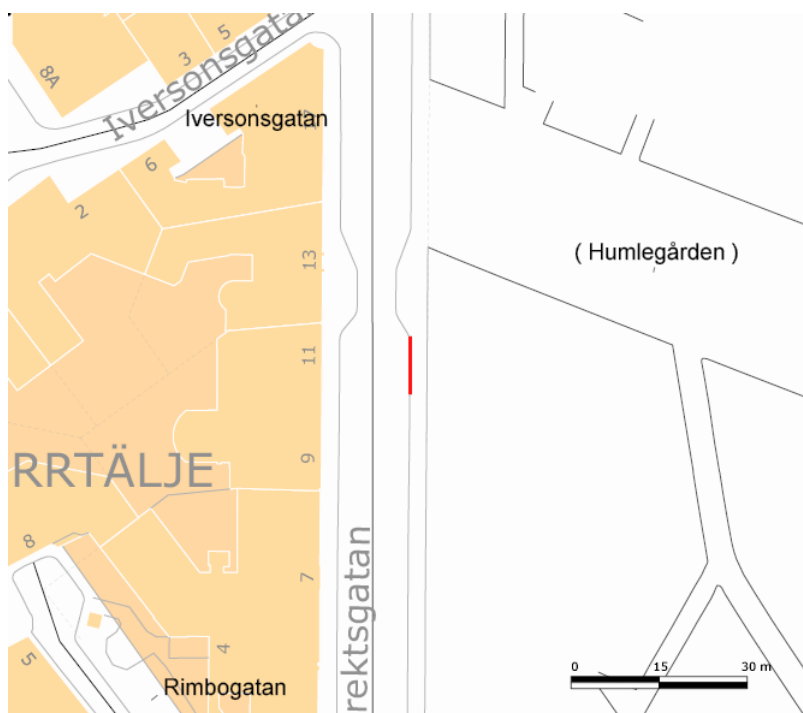 8A
3
5
Iversonsgatan
Iversonsgatan
6
2
( Humlegården )
13
11
RRTÄLJE
9
8
7
rektsgatan
4
5
Rimbogatan
0 15 30 m